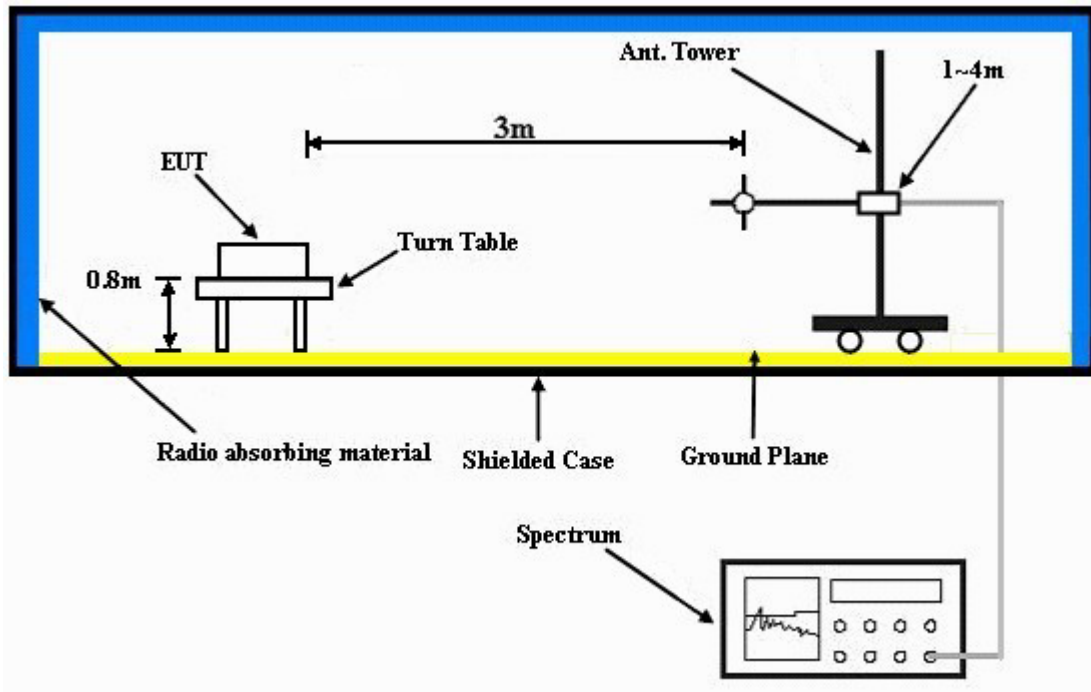 Ant. Tower
1~4m
3m
EUT
Turn Table
0.8m
Radio absorbing material
Shielded Case
Ground Plane
Spectrum